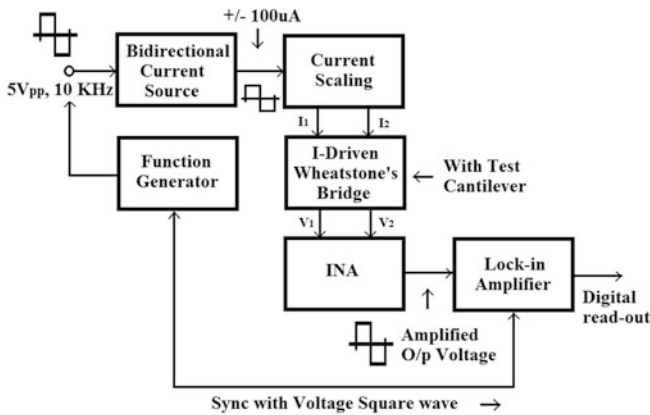 +/- 100uA
Bidirectional
Current
Source
Current
Scaling
5Vpp, 10 KHz
I1
I2
Function
Generator
I-Driven
Wheatstone's
Bridge
With Test
Cantilever
V1
V2
INA
Lock-in
Amplifier
Digital
read-out
Amplified
O/p Voltage
Sync with Voltage Square wave